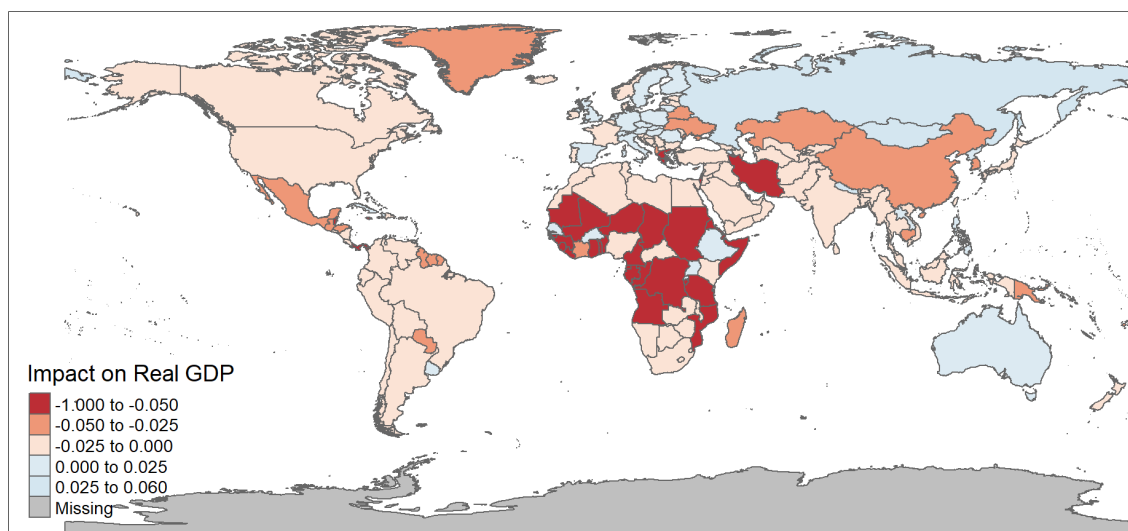 Impact on Real GDP
-1.000 to -0.050
-0.050 to -0.025
-0.025 to 0.000
0.000 to 0.025
0.025 to 0.060
Missing